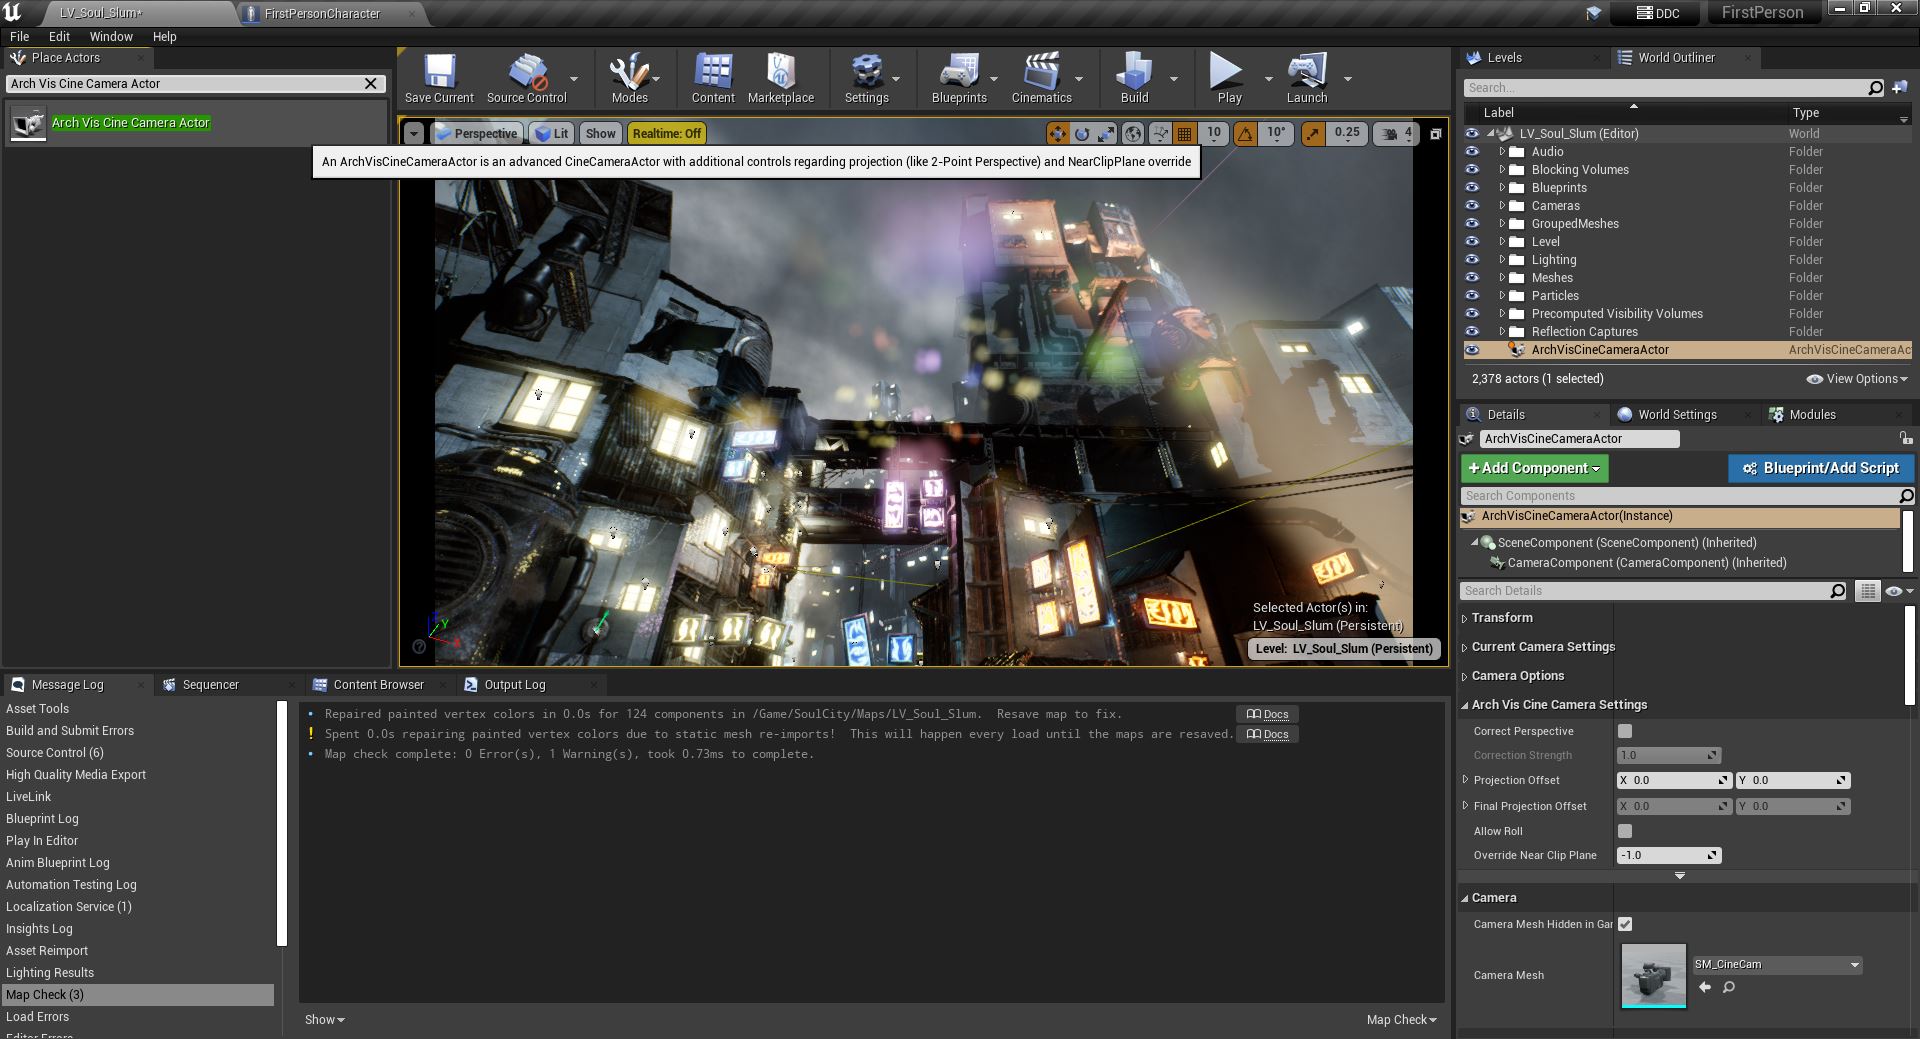 LV_Soul_Slum*
FirstPersonCharacter
DDC
FirstPerson
File Edit Window Help
Place Actors
Arch Vis Cine Camera Actor
Arch Vis Cine Camera Actor
Save Current
Source Control
Modes
Content
Marketplace
Settings
Blueprints
Cinematics
Build
Play
Launch
Perspective
Lit
Show
Realtime: Off
10
10°
0.25
4
An ArchVisCineCameraActor is an advanced CineCameraActor with additional controls regarding projection (like 2-Point Perspective) and NearClipPlane override
Y
Selected Actor(s) in:
LV_Soul_Slum (Persistent)
Level: LV_Soul_Slum (Persistent)
Levels
World Outliner
Search...
Label Type
LV_Soul_Slum (Editor) World
Audio Folder
Blocking Volumes Folder
Blueprints Folder
Cameras Folder
GroupedMeshes Folder
Level Folder
Lighting Folder
Meshes Folder
Particles Folder
Precomputed Visibility Volumes Folder
Reflection Captures Folder
ArchVisCineCameraActor ArchVisCineCameraAc
2,378 actors (1 selected)
View Options
Details
World Settings
Modules
ArchVisCineCameraActor
+Add Component
Blueprint/Add Script
Search Components
ArchVisCineCameraActor(Instance)
SceneComponent (SceneComponent) (Inherited)
CameraComponent (CameraComponent) (Inherited)
Search Details
Transform
Current Camera Settings
Camera Options
Arch Vis Cine Camera Settings
Correct Perspective
Correction Strength 1.0
Projection Offset X 0.0 Y 0.0
Final Projection Offset X 0.0 Y 0.0
Allow Roll
Override Near Clip Plane -1.0
Camera
Camera Mesh Hidden in Gar
Camera Mesh
SM_CineCam
Message Log
Sequencer
Content Browser
Output Log
Asset Tools
Build and Submit Errors
Source Control (6)
High Quality Media Export
LiveLink
Blueprint Log
Play In Editor
Anim Blueprint Log
Automation Testing Log
Localization Service (1)
Insights Log
Asset Reimport
Lighting Results
Map Check (3)
Load Errors
Editor Errors
Repaired painted vertex colors in 0.0s for 124 components in /Game/SoulCity/Maps/LV_Soul_Slum. Resave map to fix. Docs
Spent 0.0s repairing painted vertex colors due to static mesh re-imports! This will happen every load until the maps are resaved. Docs
Map check complete: 0 Error(s), 1 Warning(s), took 0.73ms to complete.
Show
Map Check